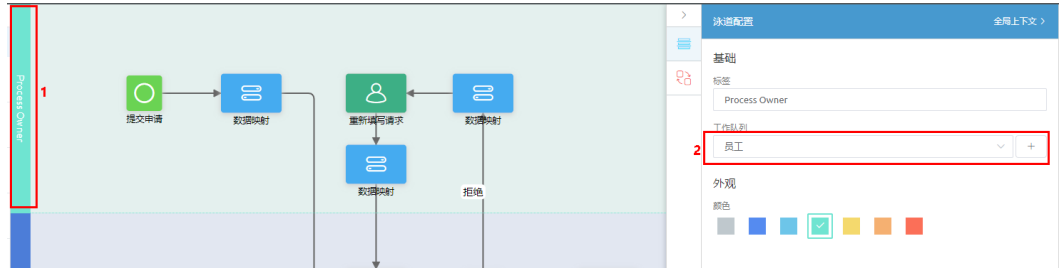 Process Owner
1
提交申请
数据映射
重新填写请求
数据映射
数据映射
拒绝
泳道配置
全局上下文 >
基础
标签
Process Owner
工作队列
2
员工
+
外观
颜色